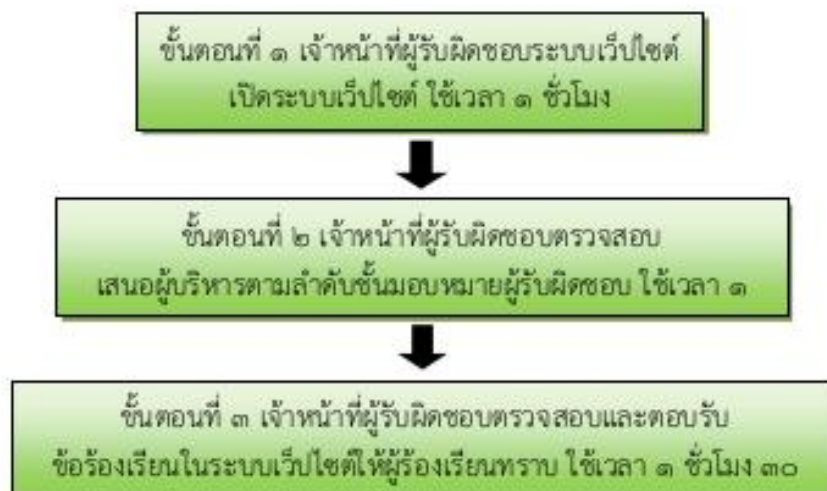 ขั้นตอนที่ ๑ เจ้าหน้าที่ผู้รับผิดชอบระบบเว็บไซต์
เปิดระบบเว็บไซต์ ใช้เวลา ๑ ชั่วโมง
ขั้นตอนที่ ๒ เจ้าหน้าที่ผู้รับผิดชอบตรวจสอบ
เสนอผู้บริหารตามลำดับชั้นมอบหมายผู้รับผิดชอบ ใช้เวลา ๑
ขั้นตอนที่ ๓ เจ้าหน้าที่ผู้รับผิดชอบตรวจสอบและตอบรับ
ข้อร้องเรียนในระบบเว็บไซต์ให้ผู้ร้องเรียนทราบ ใช้เวลา ๑ ชั่วโมง ๓๐